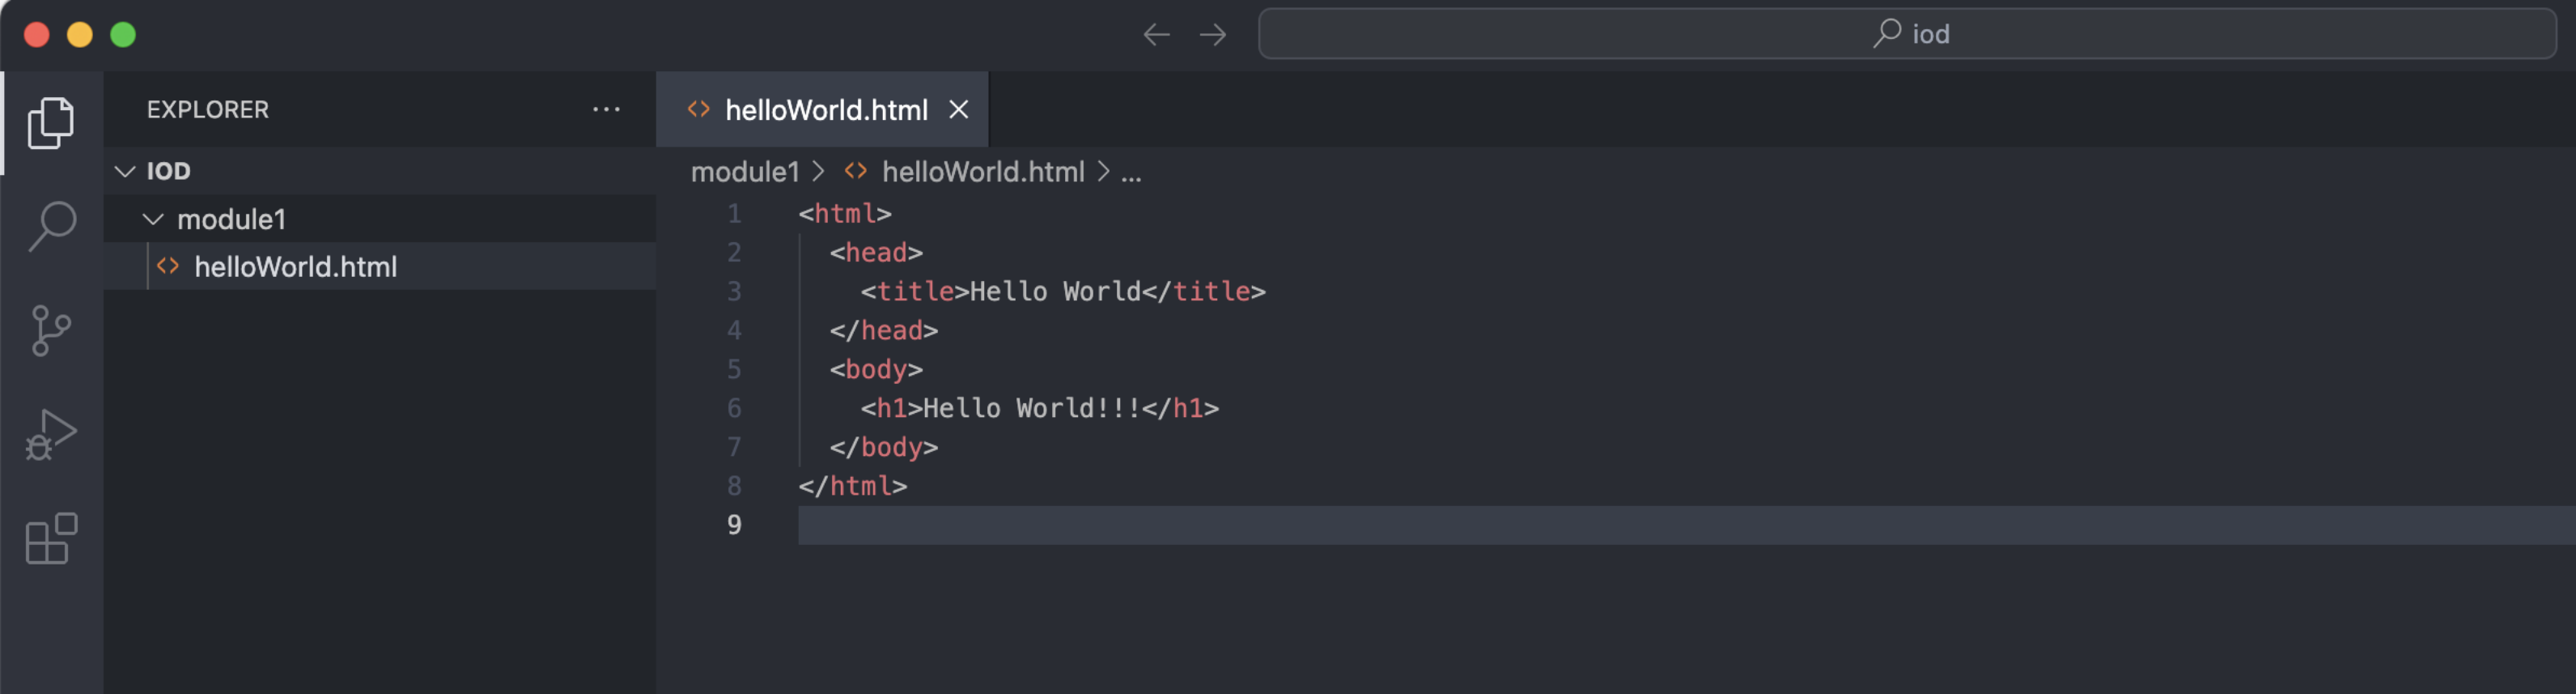 iod
EXPLORER ...
IOD
module1
helloWorld.html
helloWorld.html
module1 > <> helloWorld.html > ...
1 <html>
2   <head>
3     <title>Hello World</title>
4   </head>
5   <body>
6     <h1>Hello World!!!</h1>
7   </body>
8 </html>
9